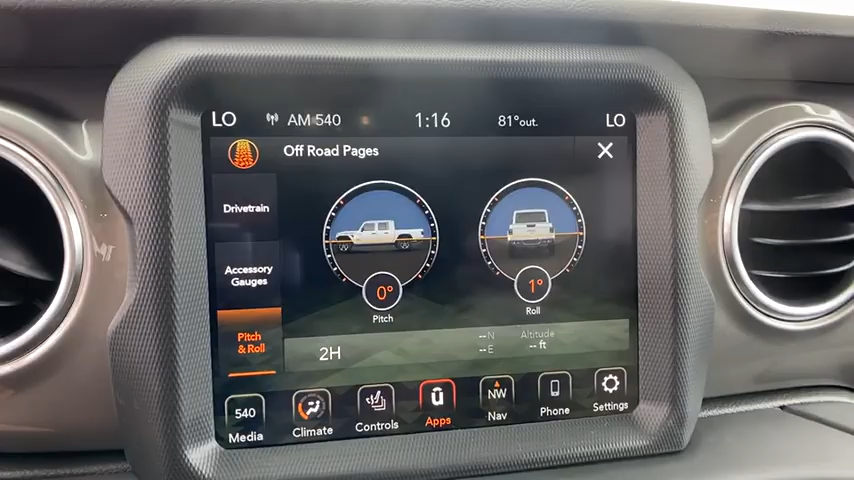 LO AM 540 1:16 81°out. LO
Off Road Pages
Drivetrain
Accessory
Gauges
Pitch
& Roll
0°
Pitch
1°
Roll
2H
--N
--E
Altitude
-- ft
540
Media
Climate
Controls
û
Apps
NW
Nav
Phone
Settings